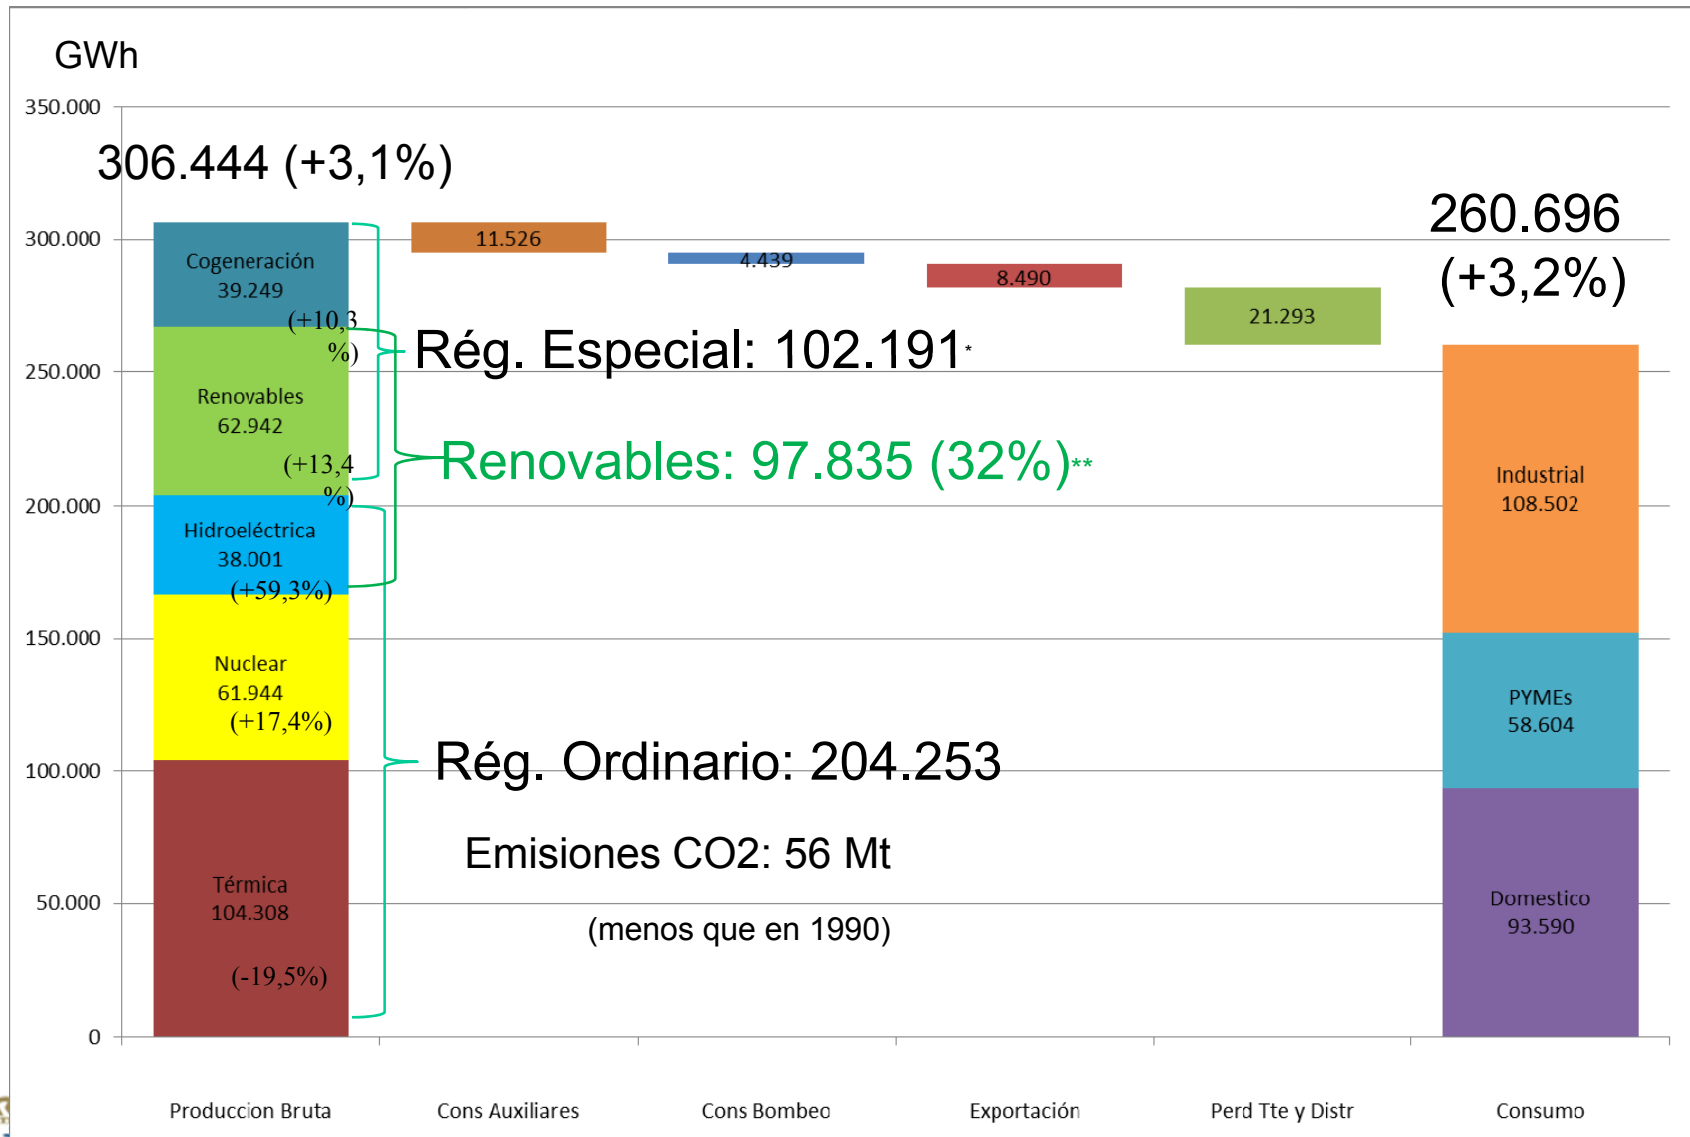 GWh
350.000
306.444 (+3,1%)
260.696
(+3,2%)
300.000
Cogeneración
39.249
(+10,3
%)
11.526
4.439
8.490
21.293
Rég. Especial: 102.191*
250.000
Renovables
62.942
(+13,4
%)
Renovables: 97.835 (32%)**
Industrial
108.502
200.000
Hidroeléctrica
38.001
(+59,3%)
150.000
Nuclear
61.944
(+17,4%)
PYMEs
58.604
Rég. Ordinario: 204.253
100.000
Emisiones CO2: 56 Mt
(menos que en 1990)
Térmica
104.308
(-19,5%)
Domestico
93.590
50.000
0
Produccion Bruta
Cons Auxiliares
Cons Bombeo
Exportación
Perd Tte y Distr
Consumo